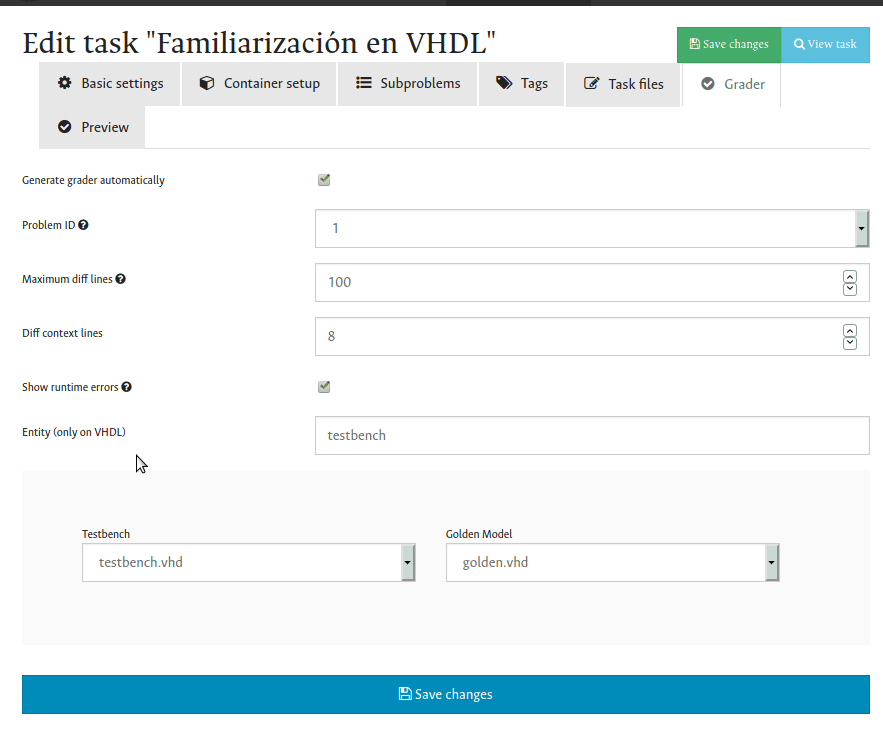 Edit task "Familiarización en VHDL"
Save changes
View task
Basic settings
Container setup
Subproblems
Tags
Task files
Grader
Preview
Generate grader automatically
Problem ID
1
Maximum diff lines
100
Diff context lines
8
Show runtime errors
Entity (only on VHDL)
testbench
Testbench
Golden Model
testbench.vhd
golden.vhd
Save changes